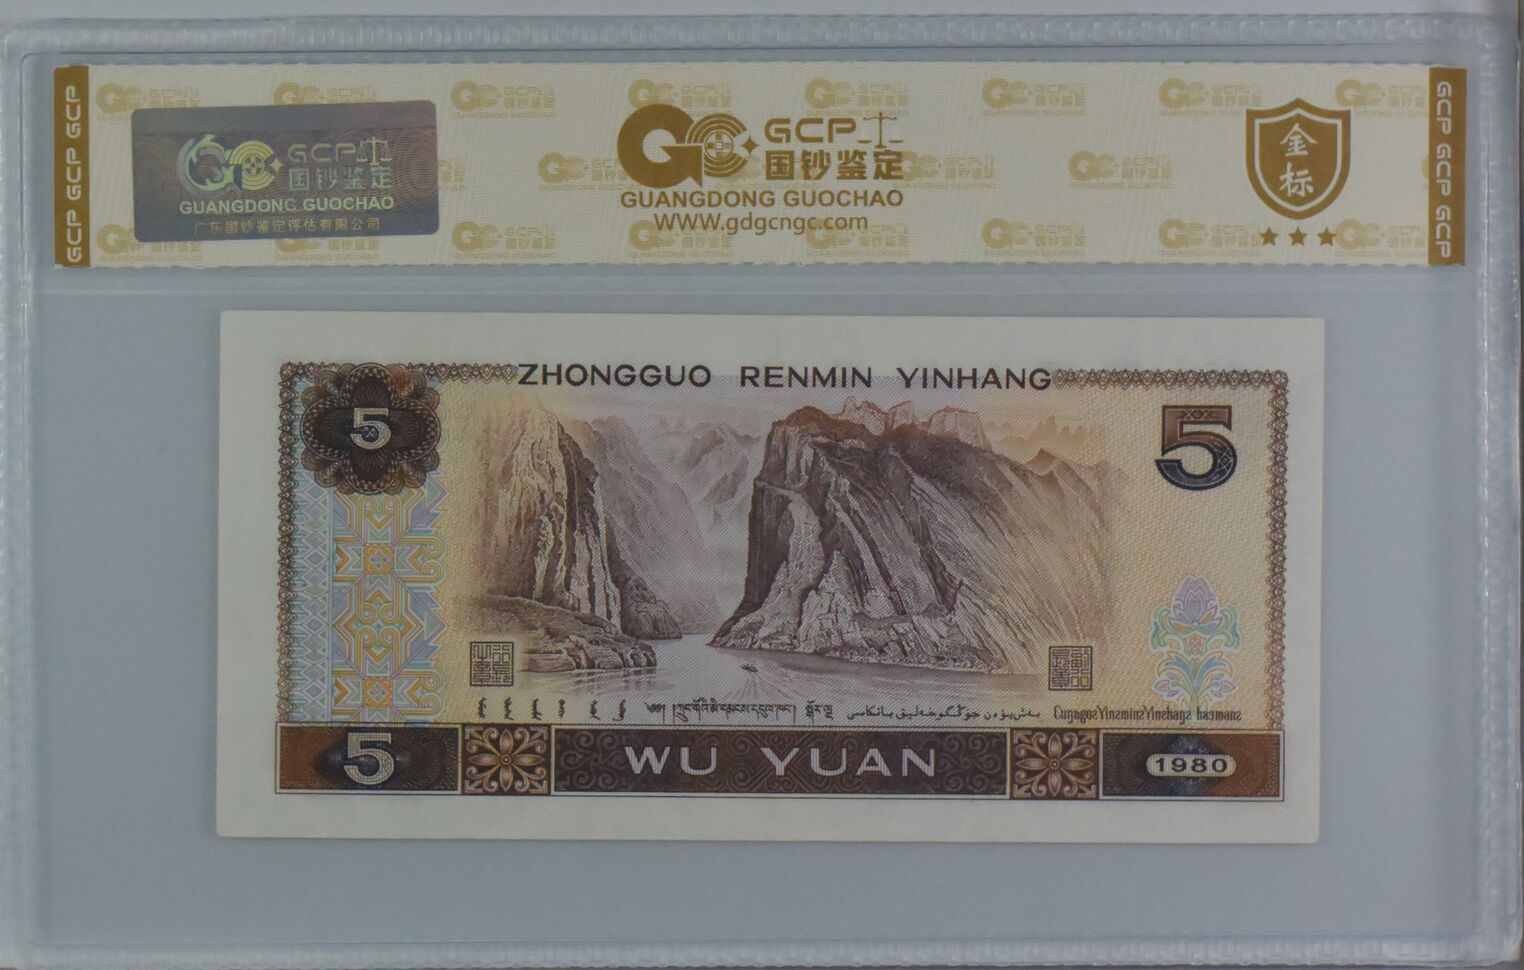 GCP GCP GCP
GCP
国钞鉴定
GUANGDONG GUOCHAO
广东国钞鉴定评估有限公司
GCP
国钞鉴定
GUANGDONG GUOCHAO
WWW.gdgcngc.com
金
标
GCP GCP GCP
ZHONGGUO RENMIN YINHANG
5
5
WU YUAN
5
1980